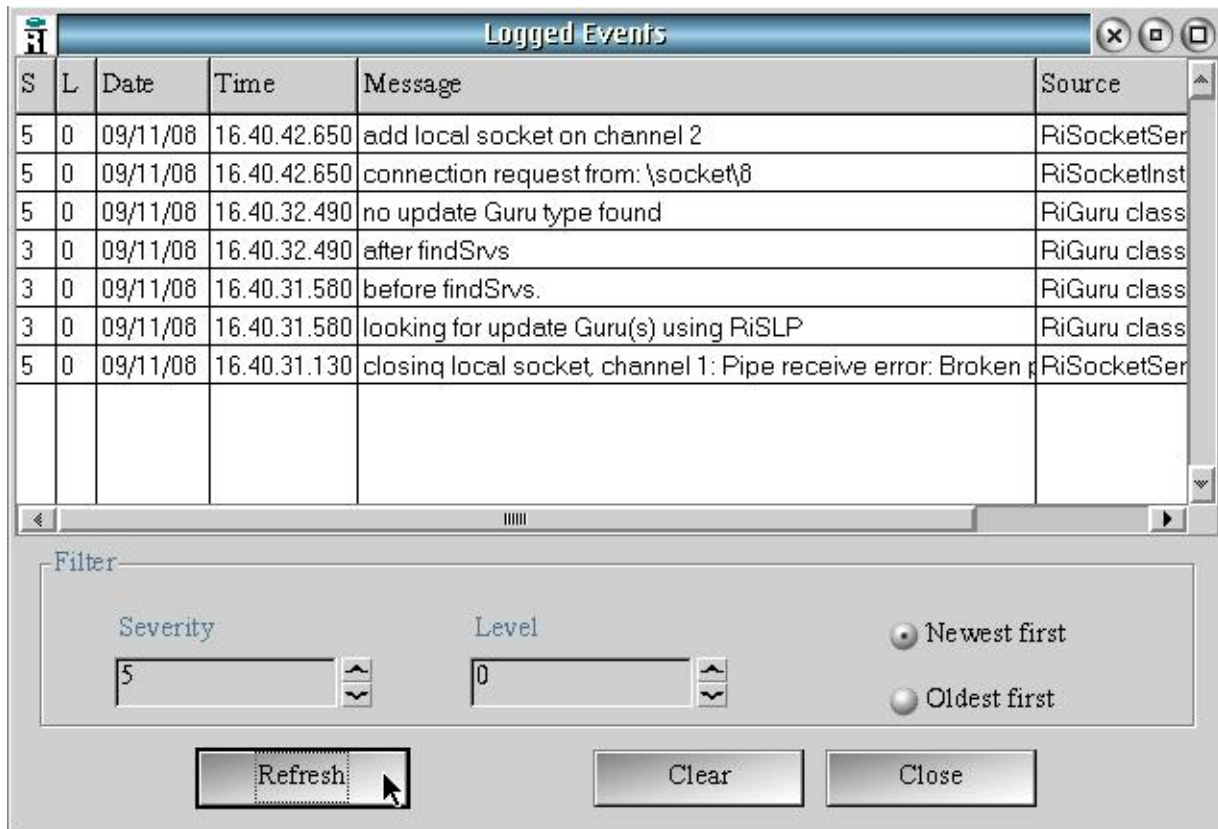 Logged Events
S L Date Time Message Source
5 0 09/11/08 16.40.42.650 add local socket on channel 2 RiSocketSer
5 0 09/11/08 16.40.42.650 connection request from: \socket\8 RiSocketInst
5 0 09/11/08 16.40.32.490 no update Guru type found RiGuru class
3 0 09/11/08 16.40.32.490 after findSrvs RiGuru class
3 0 09/11/08 16.40.31.580 before findSrvs. RiGuru class
3 0 09/11/08 16.40.31.580 looking for update Guru(s) using RiSLP RiGuru class
5 0 09/11/08 16.40.31.130 closing local socket, channel 1: Pipe receive error: Broken p RiSocketSer
Filter
Severity Level
Newest first
5 0
Oldest first
Refresh Clear Close